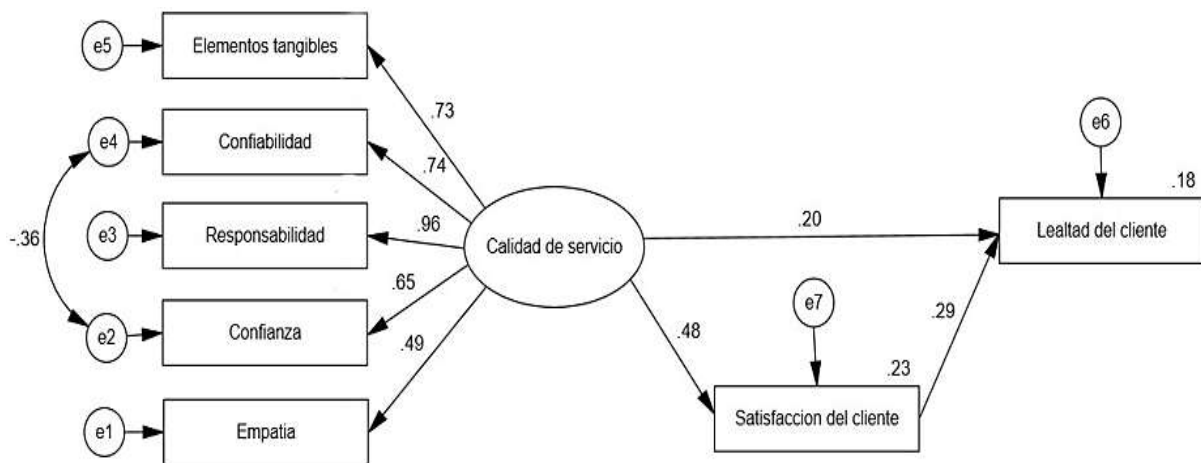 e5
Elementos tangibles
.73
e4
Confiabilidad
.74
e6
.18
-.36
e3
Responsabilidad
.96
Calidad de servicio
.20
Lealtad del cliente
.65
e7
.29
e2
Confianza
.49
.48
.23
Satisfaccion del cliente
e1
Empatia